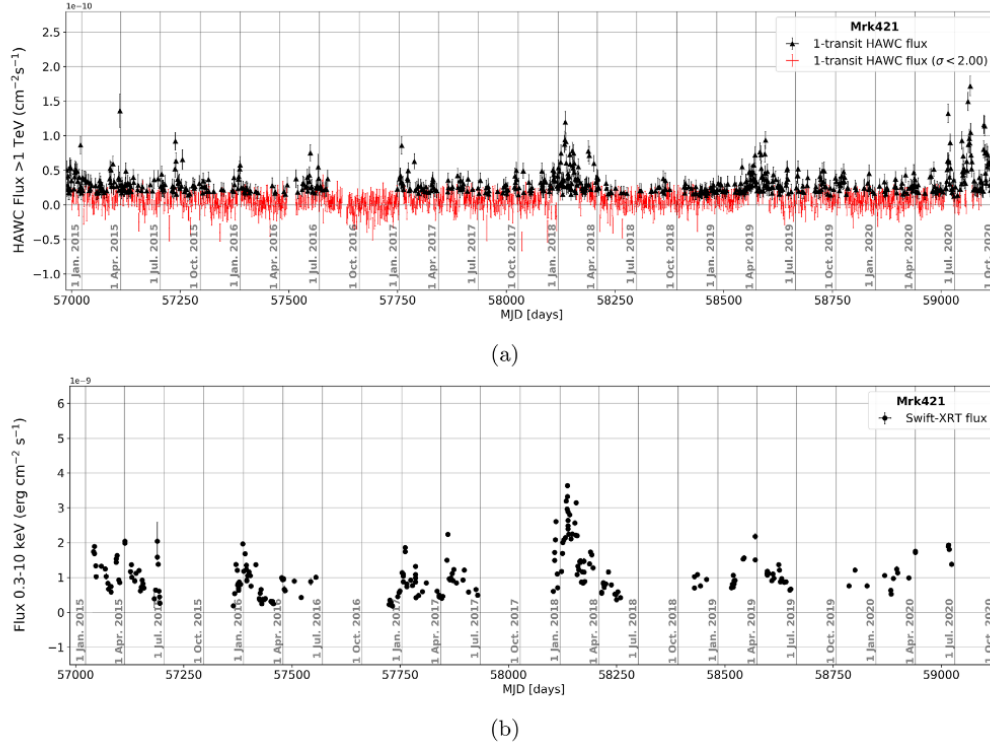 1e−10
2.5
2.0
1.5
1.0
0.5
0.0
−0.5
−1.0
HAWC Flux >1 TeV (cm⁻²s⁻¹)
Mrk421
1-transit HAWC flux
1-transit HAWC flux (σ < 2.00)
1 Jan. 2015
1 Apr. 2015
1 Jul. 2015
1 Oct. 2015
1 Jan. 2016
1 Apr. 2016
1 Jul. 2016
1 Oct. 2016
1 Jan. 2017
1 Apr. 2017
1 Jul. 2017
1 Oct. 2017
1 Jan. 2018
1 Apr. 2018
1 Jul. 2018
1 Oct. 2018
1 Jan. 2019
1 Apr. 2019
1 Jul. 2019
1 Oct. 2019
1 Jan. 2020
1 Apr. 2020
1 Jul. 2020
1 Oct. 2020
57000 57250 57500 57750 58000 58250 58500 58750 59000
MJD [days]
(a)
1e−9
6
5
4
3
2
1
0
−1
Flux 0.3-10 keV (erg cm⁻² s⁻¹)
Mrk421
Swift-XRT flux
1 Jan. 2015
1 Apr. 2015
1 Jul. 2015
1 Oct. 2015
1 Jan. 2016
1 Apr. 2016
1 Jul. 2016
1 Oct. 2016
1 Jan. 2017
1 Apr. 2017
1 Jul. 2017
1 Oct. 2017
1 Jan. 2018
1 Apr. 2018
1 Jul. 2018
1 Oct. 2018
1 Jan. 2019
1 Apr. 2019
1 Jul. 2019
1 Oct. 2019
1 Jan. 2020
1 Apr. 2020
1 Jul. 2020
57000 57250 57500 57750 58000 58250 58500 58750 59000
MJD [days]
(b)